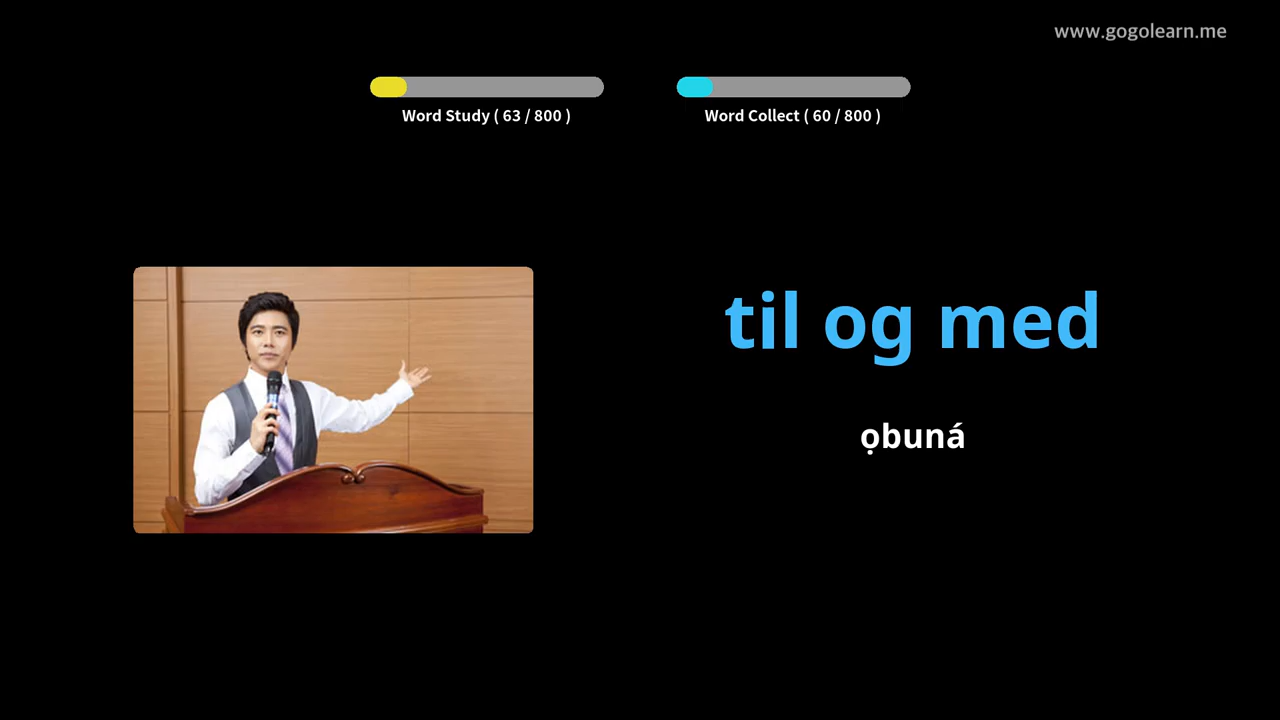 www.gogolearn.me
Word Study ( 63 / 800 )
Word Collect ( 60 / 800 )
til og med
ọbuná